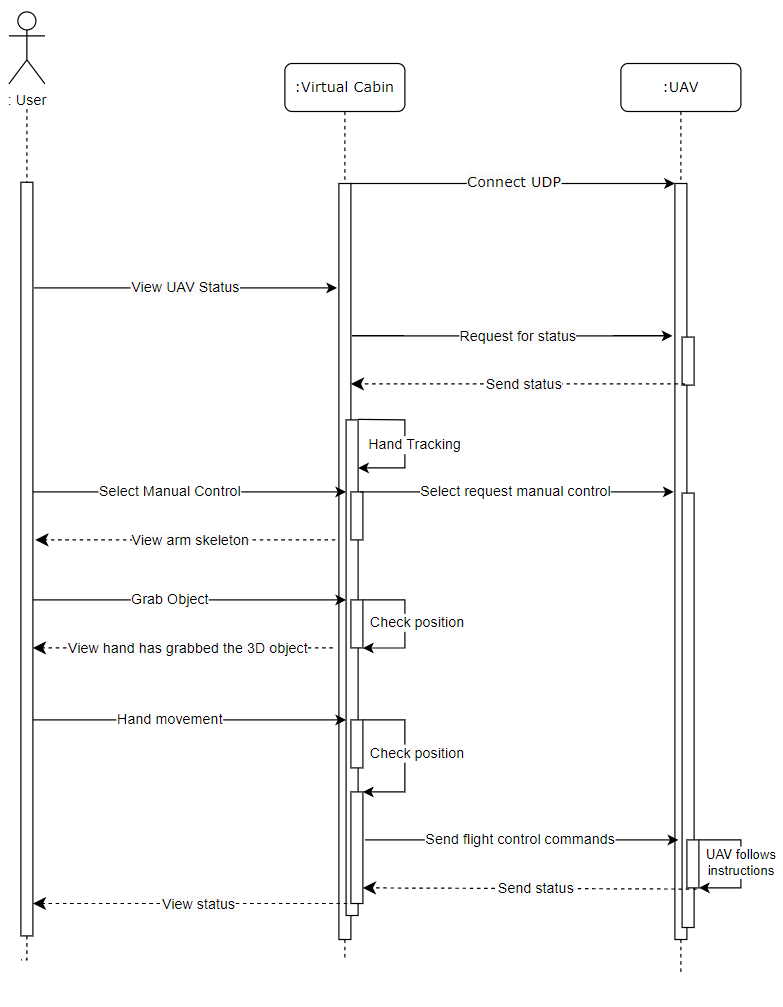 : User
:Virtual Cabin
:UAV
Connect UDP
View UAV Status
Request for status
Send status
Hand Tracking
Select Manual Control
Select request manual control
View arm skeleton
Grab Object
Check position
View hand has grabbed the 3D object
Hand movement
Check position
Send flight control commands
UAV follows
instructions
Send status
View status